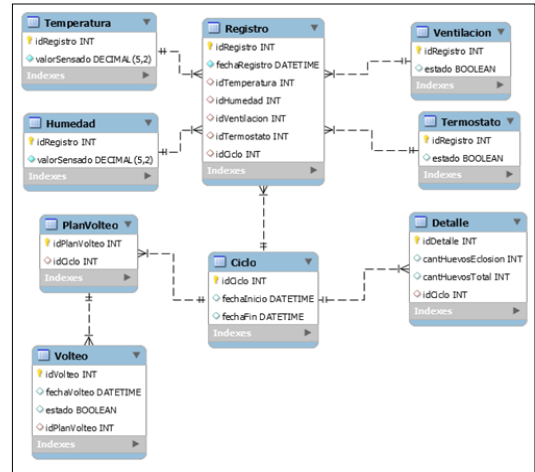 Temperatura
idRegistro INT
valorSensado DECIMAL(5,2)
Indexes
Humedad
idRegistro INT
valorSensado DECIMAL(5,2)
Indexes
Registro
idRegistro INT
fechaRegistro DATETIME
idTemperatura INT
idHumedad INT
idVentilacion INT
idTermostato INT
idCiclo INT
Indexes
Ventilacion
idRegistro INT
estado BOOLEAN
Indexes
Termostato
idRegistro INT
estado BOOLEAN
Indexes
PlanVolteo
idPlanVolteo INT
idCiclo INT
Indexes
Ciclo
idCiclo INT
fechaInicio DATETIME
fechaFin DATETIME
Indexes
Detalle
idDetalle INT
cantHuevosEclosion INT
cantHuevosTotal INT
idCiclo INT
Indexes
Volteo
idVolteo INT
fechaVolteo DATETIME
estado BOOLEAN
idPlanVolteo INT
Indexes